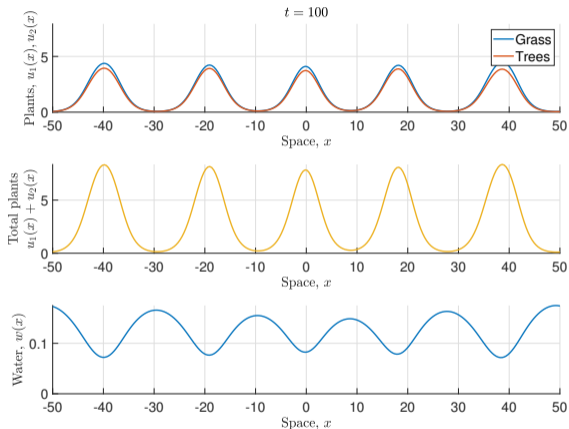 t = 100
Plants, u₁(x), u₂(x)
5
0
Grass
Trees
-50 -40 -30 -20 -10 0 10 20 30 40 50
Space, x
Total plants
u₁(x) + u₂(x)
5
0
-50 -40 -30 -20 -10 0 10 20 30 40 50
Space, x
Water, w(x)
0.1
0
-50 -40 -30 -20 -10 0 10 20 30 40 50
Space, x